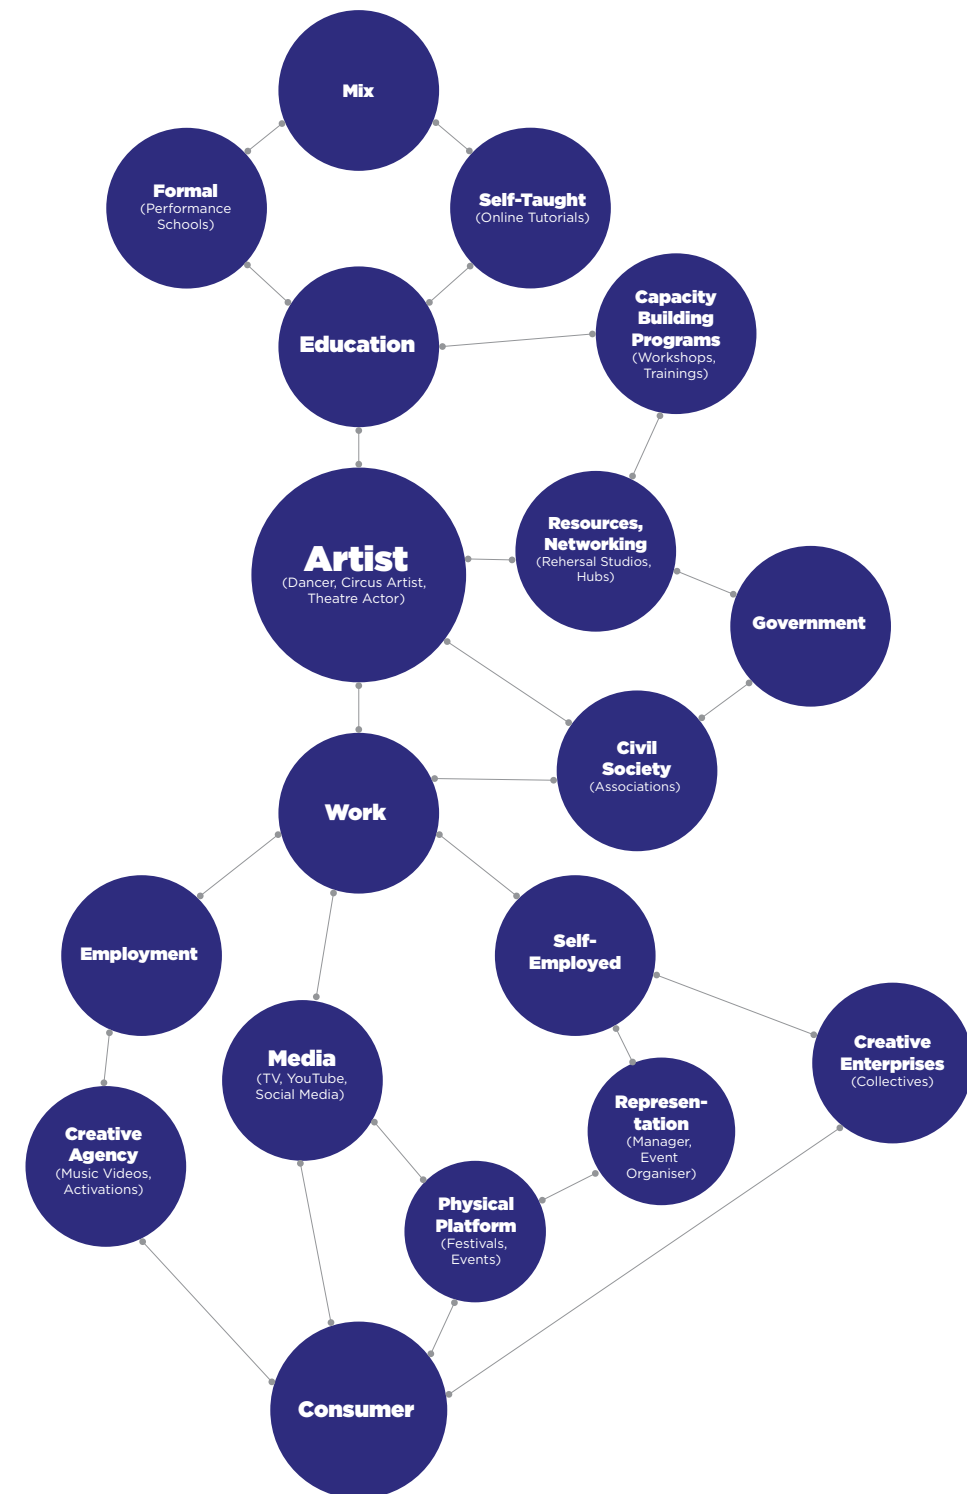 Mix
Formal
(Performance
Schools)
Self-Taught
(Online Tutorials)
Education
Capacity
Building
Programs
(Workshops,
Trainings)
Artist
(Dancer, Circus Artist,
Theatre Actor)
Resources,
Networking
(Rehersal Studios,
Hubs)
Government
Civil
Society
(Associations)
Work
Employment
Self-
Employed
Media
(TV, YouTube,
Social Media)
Creative
Enterprises
(Collectives)
Represen-
tation
(Manager,
Event
Organiser)
Creative
Agency
(Music Videos,
Activations)
Physical
Platform
(Festivals,
Events)
Consumer